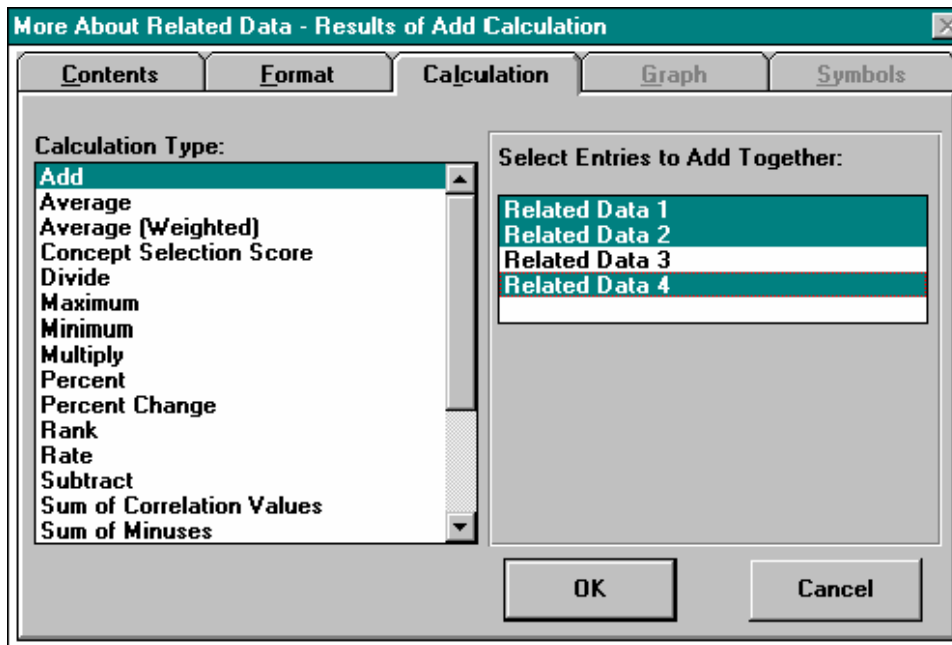 More About Related Data - Results of Add Calculation
Contents Format Calculation Graph Symbols
Calculation Type:
Add
Average
Average (Weighted)
Concept Selection Score
Divide
Maximum
Minimum
Multiply
Percent
Percent Change
Rank
Rate
Subtract
Sum of Correlation Values
Sum of Minuses
Select Entries to Add Together:
Related Data 1
Related Data 2
Related Data 3
Related Data 4
OK Cancel